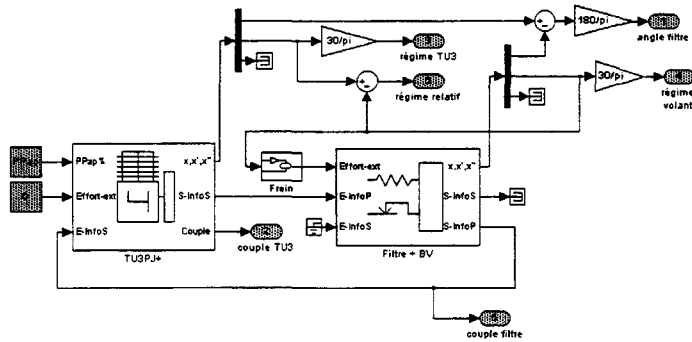 180/pi
angle filtre
30/pi
régime TU3
régime relatif
30/pi
régime
volant
PPap %
x,x',x''
Effort-ext
S-InfoS
E-InfoS
Couple
TU3PJ+
couple TU3
Frein
Effort-ext
x,x',x''
E-InfoP
S-InfoS
E-InfoS
S-InfoP
Filtre + BV
couple filtre